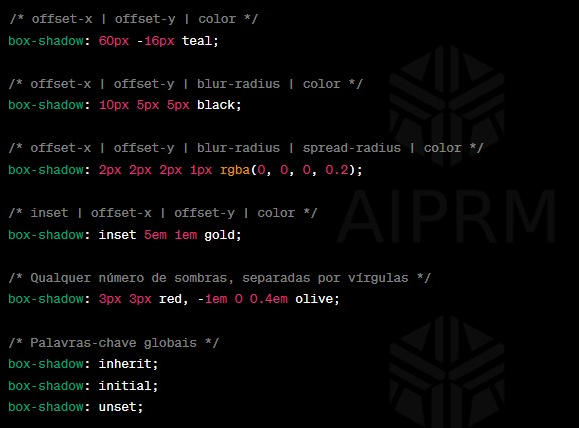 /* offset-x | offset-y | color */
box-shadow: 60px -16px teal;
/* offset-x | offset-y | blur-radius | color */
box-shadow: 10px 5px 5px black;
/* offset-x | offset-y | blur-radius | spread-radius | color */
box-shadow: 2px 2px 2px 1px rgba(0, 0, 0, 0.2);
/* inset | offset-x | offset-y | color */
AIPRM
box-shadow: inset 5em 1em gold;
/* Qualquer número de sombras, separadas por vírgulas */
box-shadow: 3px 3px red, -1em 0 0.4em olive;
/* Palavras-chave globais */
box-shadow: inherit;
box-shadow: initial;
box-shadow: unset;